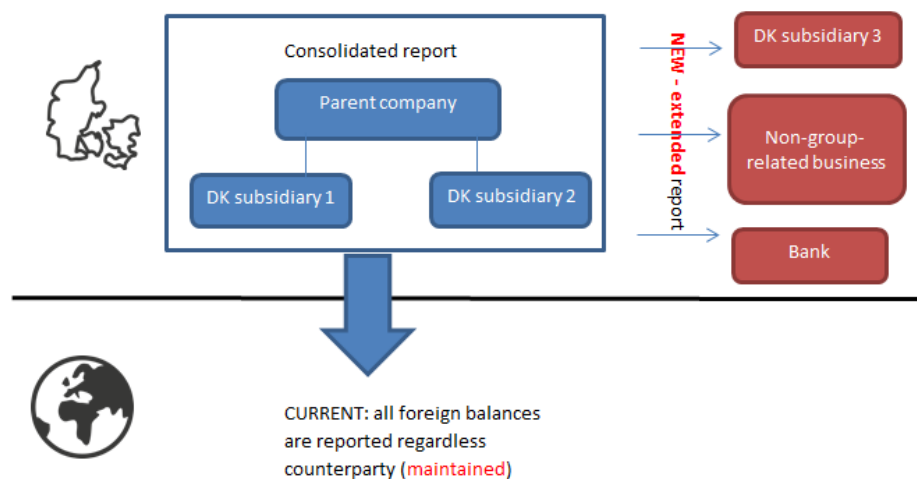 Consolidated report
Parent company
DK subsidiary 1
DK subsidiary 2
NEW - extended report
DK subsidiary 3
Non-group-
related business
Bank
CURRENT: all foreign balances
are reported regardless
counterparty (maintained)